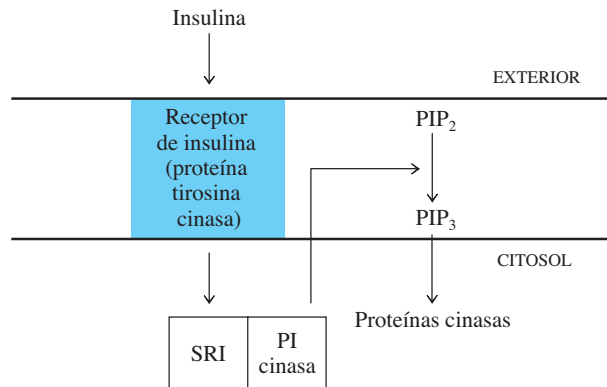 Insulina
EXTERIOR
Receptor
de insulina
(proteína
tirosina
cinasa)
PIP₂
PIP₃
CITOSOL
Proteínas cinasas
SRI
PI
cinasa